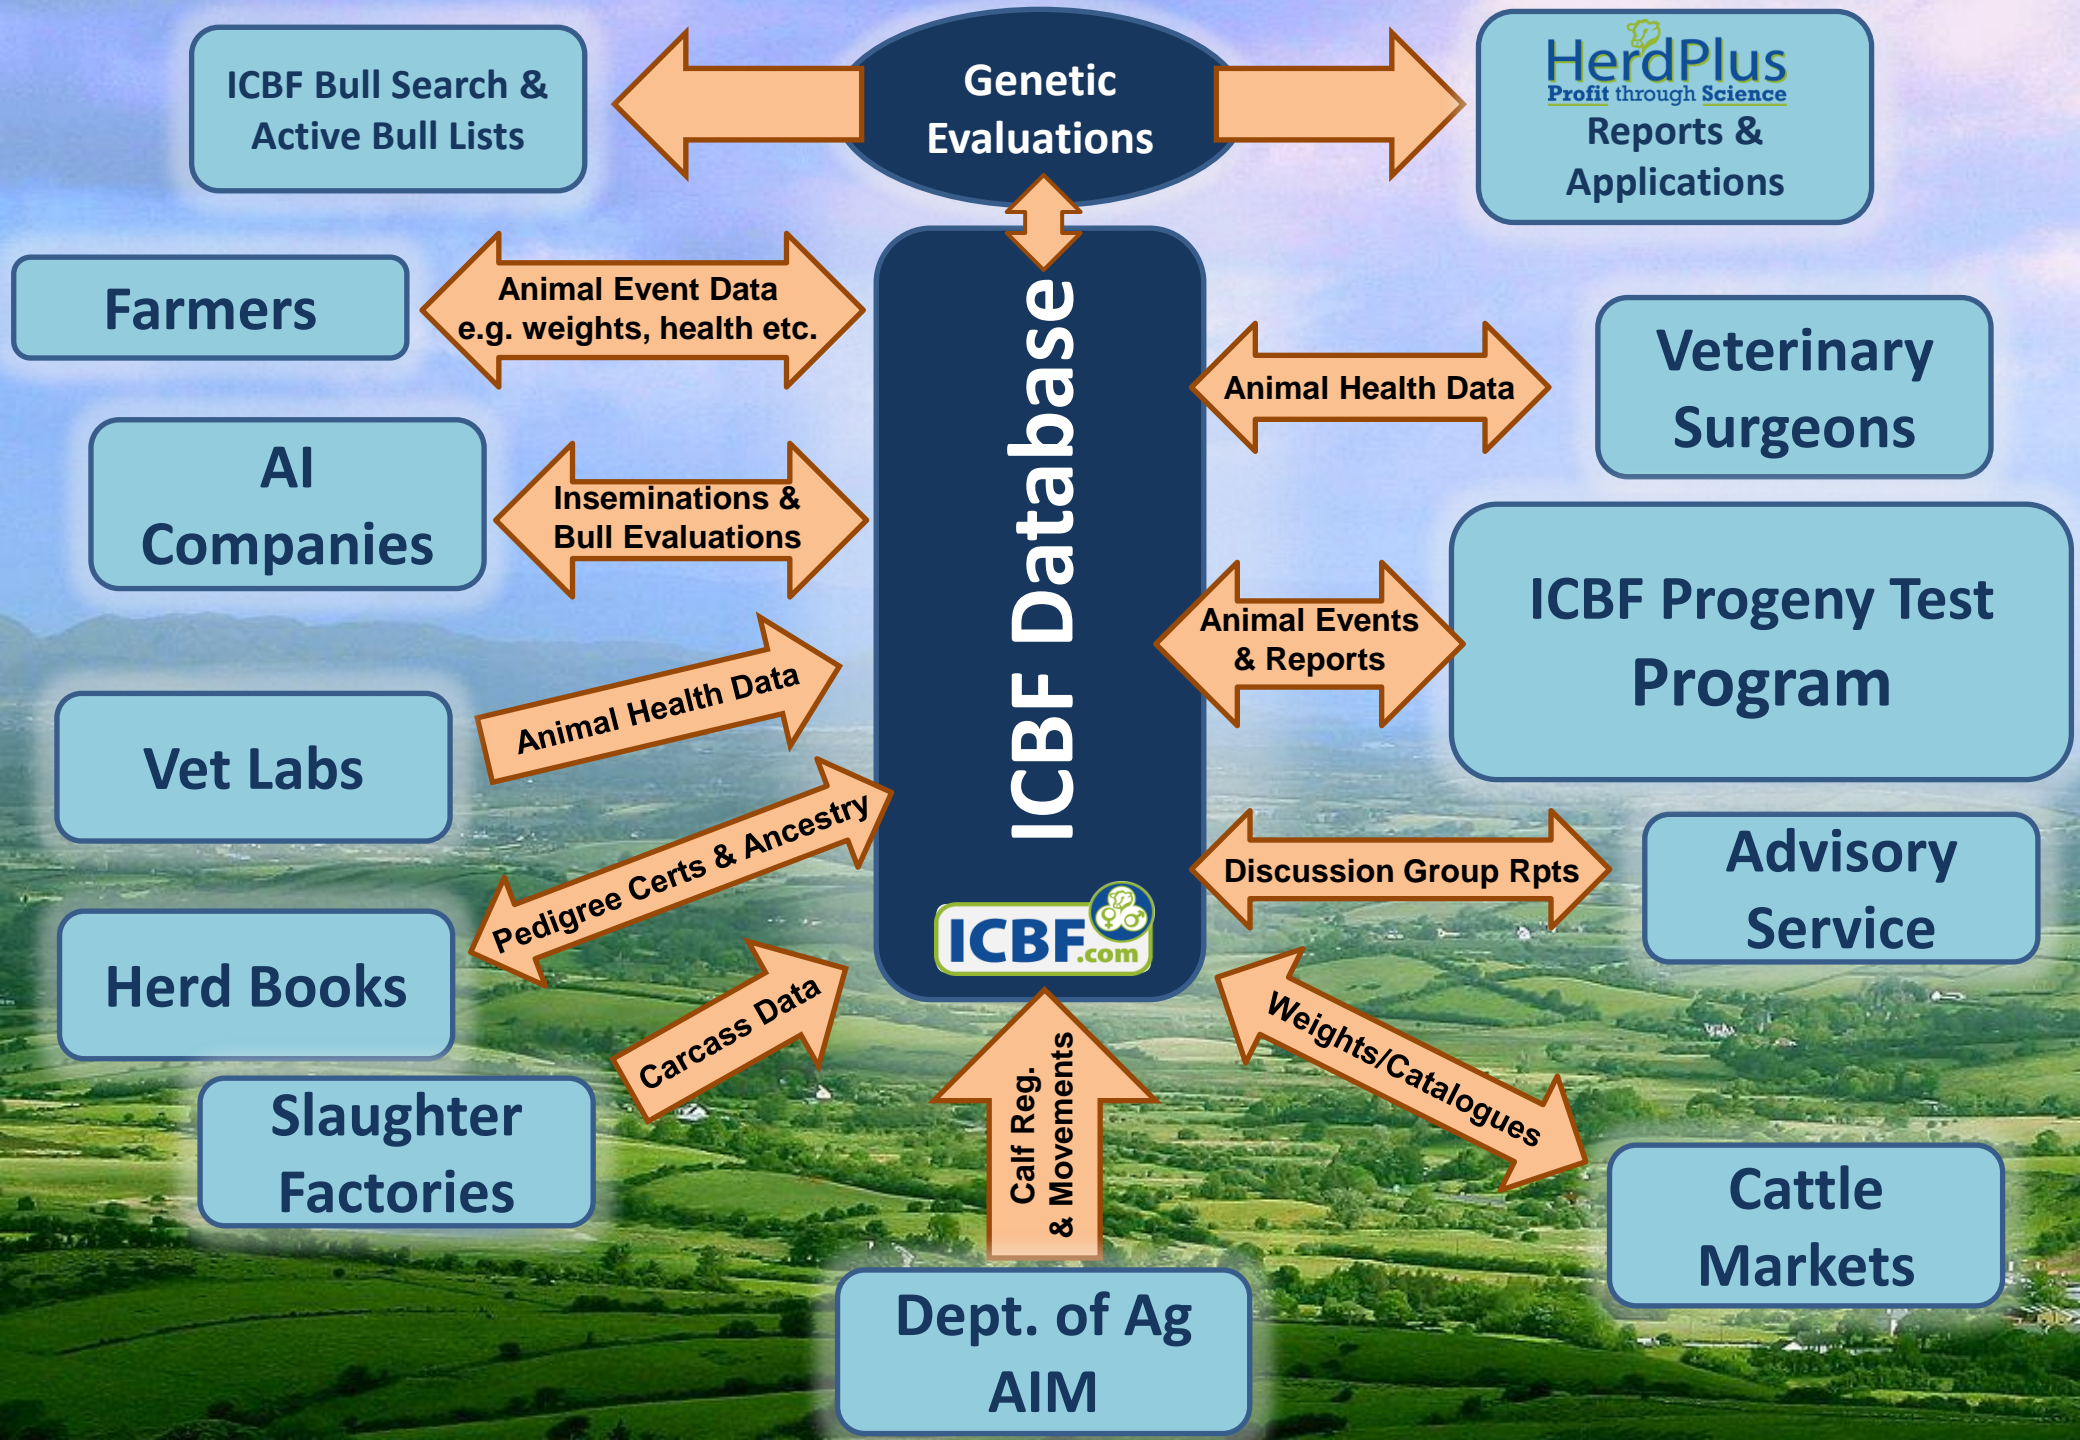 ICBF Bull Search &
Active Bull Lists
Genetic
Evaluations
HerdPlus
Profit through Science
Reports &
Applications
Farmers
Animal Event Data
e.g. weights, health etc.
ICBF Database
Animal Health Data
Veterinary
Surgeons
AI
Companies
Inseminations &
Bull Evaluations
Animal Events
& Reports
ICBF Progeny Test
Program
Vet Labs
Animal Health Data
Pedigree Certs & Ancestry
Discussion Group Rpts
Advisory
Service
ICBF.com
Herd Books
Carcass Data
Calf Reg.
& Movements
Weights/Catalogues
Slaughter
Factories
Cattle
Markets
Dept. of Ag
AIM